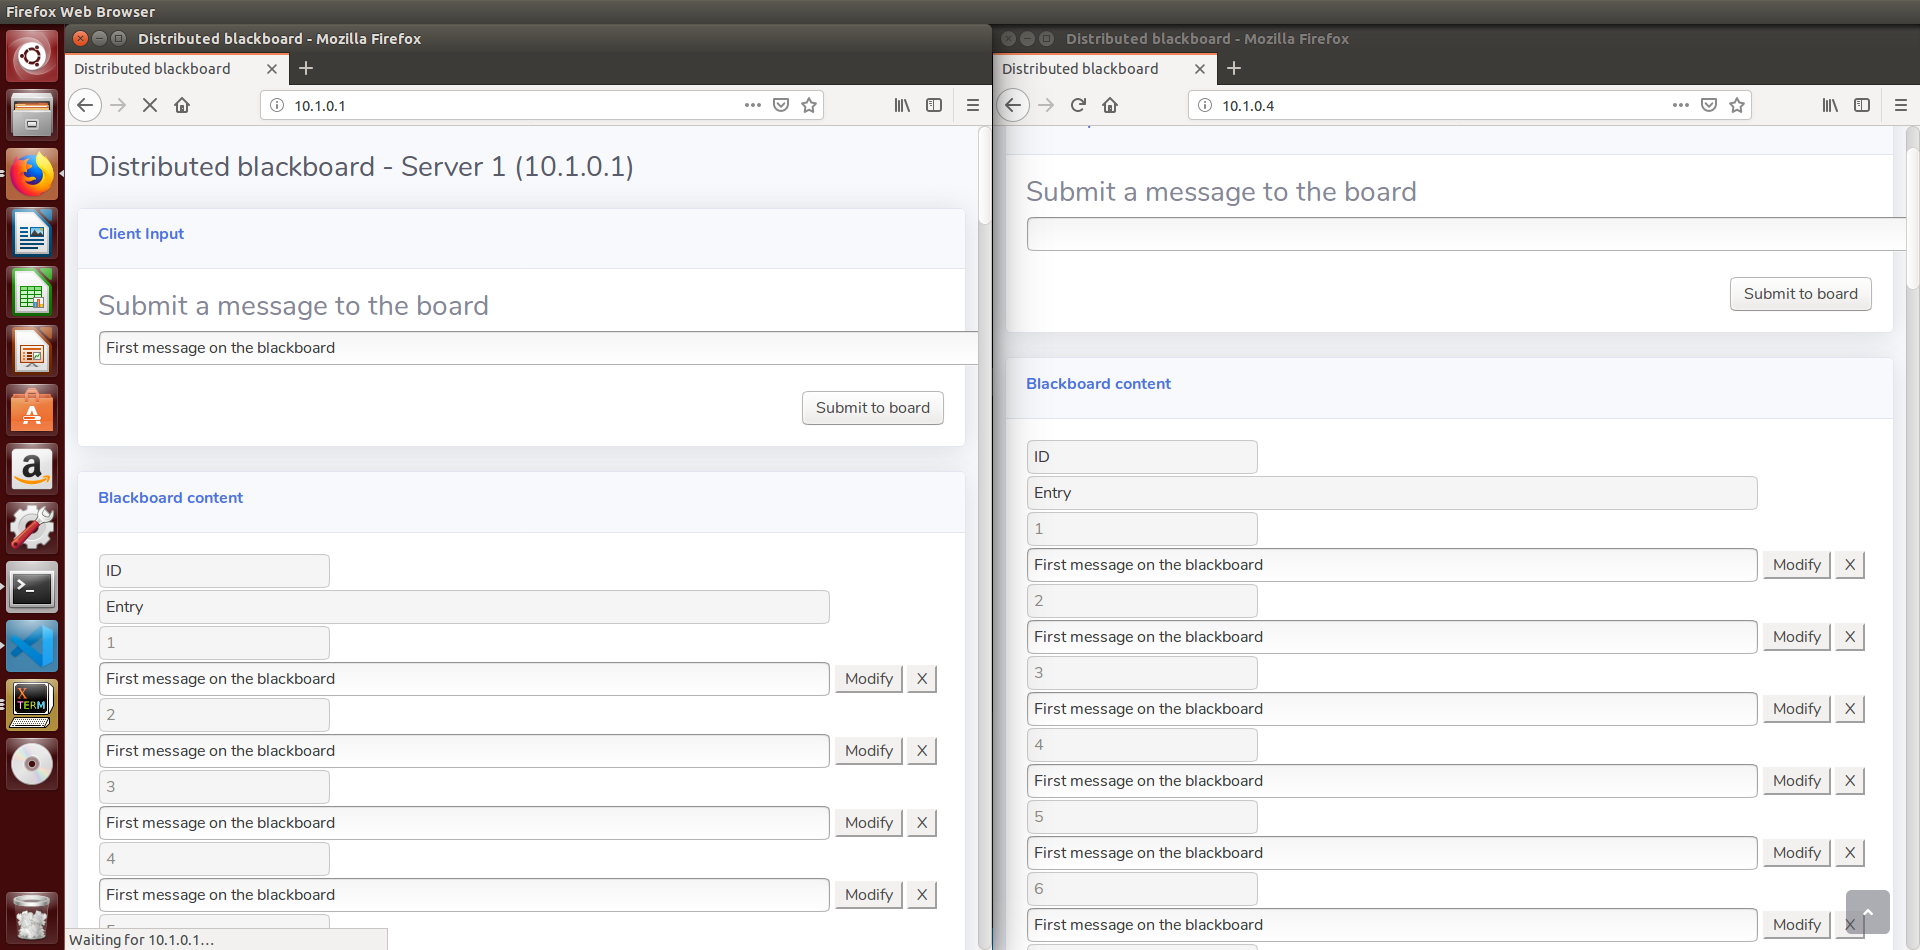 Firefox Web Browser
Distributed blackboard - Mozilla Firefox
Distributed blackboard
10.1.0.1
Distributed blackboard - Server 1 (10.1.0.1)
Client Input
Submit a message to the board
First message on the blackboard
Submit to board
Blackboard content
ID
Entry
1
First message on the blackboard Modify X
2
First message on the blackboard Modify X
3
First message on the blackboard Modify X
4
First message on the blackboard Modify X
Waiting for 10.1.0.1...
Distributed blackboard - Mozilla Firefox
Distributed blackboard
10.1.0.4
Submit a message to the board
Submit to board
Blackboard content
ID
Entry
1
First message on the blackboard Modify X
2
First message on the blackboard Modify X
3
First message on the blackboard Modify X
4
First message on the blackboard Modify X
5
First message on the blackboard Modify X
6
First message on the blackboard Modify X
A
a
X
TERM